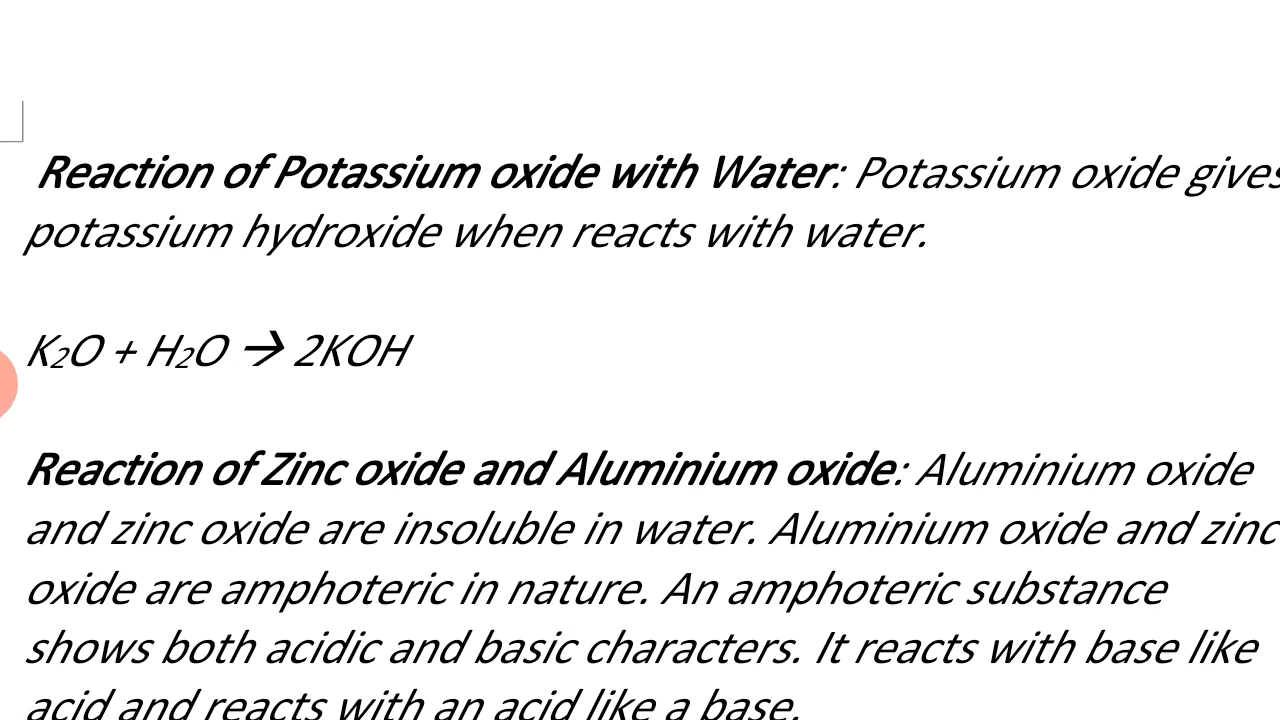 Reaction of Potassium oxide with Water: Potassium oxide gives
potassium hydroxide when reacts with water.
K₂O + H₂O → 2KOH
Reaction of Zinc oxide and Aluminium oxide: Aluminium oxide
and zinc oxide are insoluble in water. Aluminium oxide and zinc
oxide are amphoteric in nature. An amphoteric substance
shows both acidic and basic characters. It reacts with base like
acid and reacts with an acid like a base.